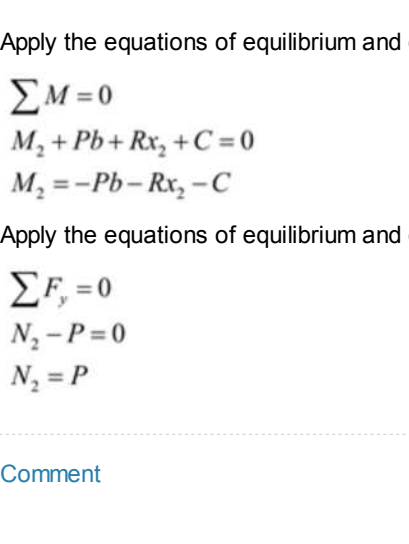 Apply the equations of equilibrium and
∑M = 0
M₂ + Pb + Rx₂ + C = 0
M₂ = −Pb − Rx₂ − C
Apply the equations of equilibrium and
∑F_y = 0
N₂ − P = 0
N₂ = P
Comment